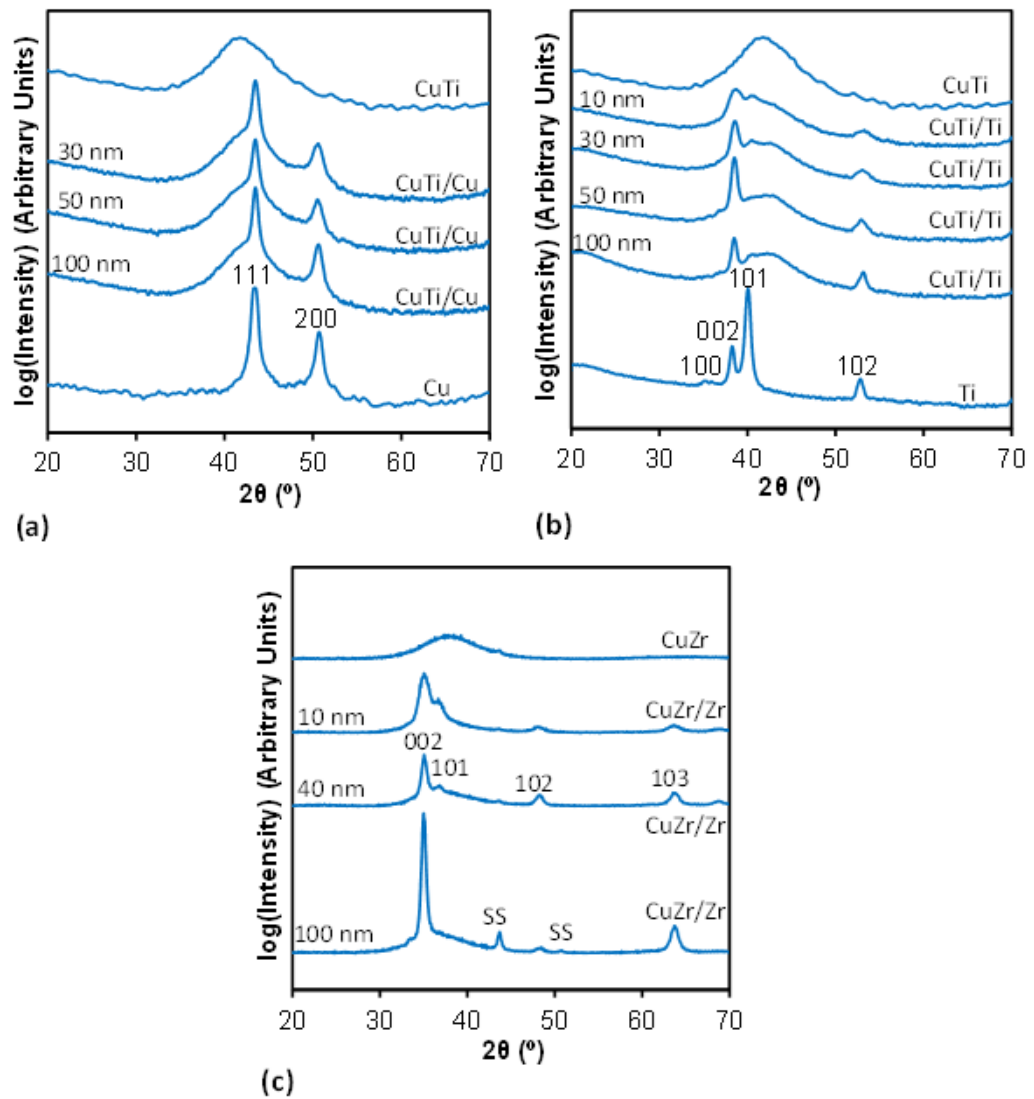 log(Intensity) (Arbitrary Units)
CuTi
30 nm
CuTi/Cu
50 nm
CuTi/Cu
100 nm
CuTi/Cu
111
200
Cu
20 30 40 50 60 70
2θ (º)
(a)
log(Intensity) (Arbitrary Units)
CuTi
10 nm
CuTi/Ti
30 nm
CuTi/Ti
50 nm
CuTi/Ti
100 nm
CuTi/Ti
101
002
100
102
Ti
20 30 40 50 60 70
2θ (º)
(b)
log(Intensity) (Arbitrary Units)
CuZr
10 nm
CuZr/Zr
002
101
102
103
40 nm
CuZr/Zr
CuZr/Zr
SS
SS
100 nm
20 30 40 50 60 70
2θ (º)
(c)